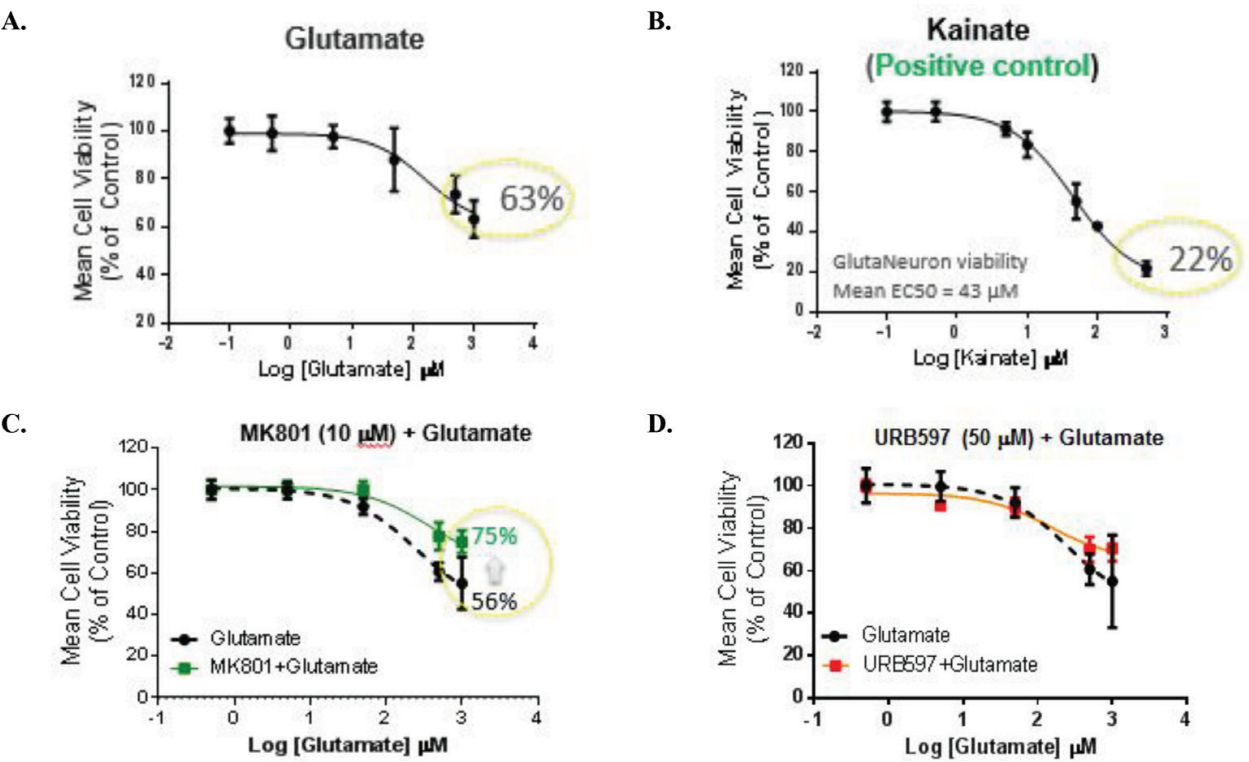 A.
Glutamate
Mean Cell Viability
(% of Control)
120
100
80
60
40
20
63%
-2
-1
0
1
2
3
4
Log [Glutamate] µM
B.
Kainate
(Positive control)
Mean Cell Viability
(% of Control)
120
100
80
60
40
20
0
GlutaNeuron viability
Mean EC50 = 43 µM
22%
-2
-1
0
1
2
3
Log [Kainate] µM
C.
MK801 (10 µM) + Glutamate
Mean Cell Viability
(% of Control)
120
100
80
60
40
20
0
75%
56%
Glutamate
MK801+Glutamate
-1
0
1
2
3
4
Log [Glutamate] µM
D.
URB597 (50 µM) + Glutamate
Mean Cell Viability
(% of Control)
120
100
80
60
40
20
0
Glutamate
URB597+Glutamate
-1
0
1
2
3
4
Log [Glutamate] µM